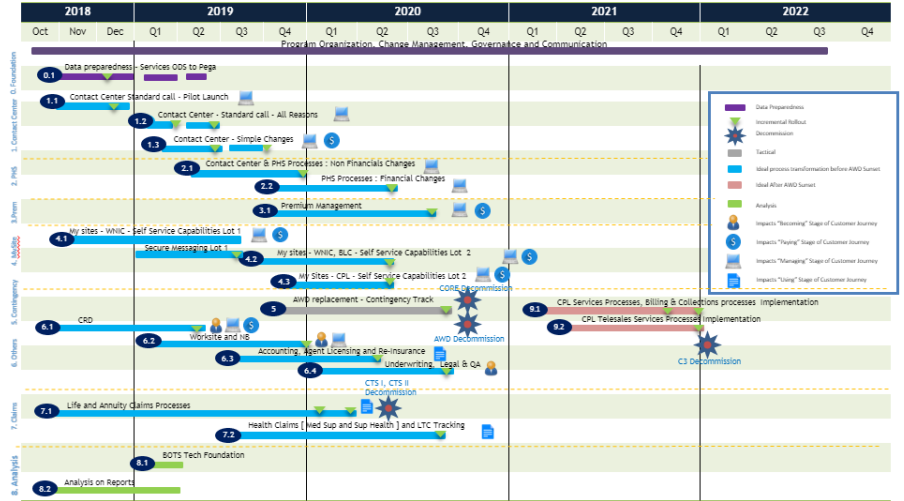 2018 2019 2020 2021 2022
Oct Nov Dec Q1 Q2 Q3 Q4 Q1 Q2 Q3 Q4 Q1 Q2 Q3 Q4 Q1 Q2 Q3 Q4
Program Organization, Change Management, Governance and Communication
0. Foundation
0.1 Data preparedness - Services ODS to Pega
1. Contact Center
1.1 Contact Center Standard call - Pilot Launch
1.2 Contact Center - Standard call - All Reasons
1.3 Contact Center - Simple Changes
2. PHS
2.1 Contact Center & PHS Processes : Non Financials Changes
2.2 PHS Processes : Financial Changes
3.Prem
3.1 Premium Management
4. MySite
4.1 My sites - WNIC - Self Service Capabilities Lot 1
Secure Messaging Lot 1
4.2 My sites - WNIC, BLC - Self Service Capabilities Lot 2
4.3 My Sites - CPL - Self Service Capabilities Lot 2
CORE Decommission
5. Contingency
5 AWD replacement - Contingency Track
AWD Decommission
9.1 CPL Services Processes, Billing & Collections processes Implementation
9.2 CPL Telesales Services Processes Implementation
C3 Decommission
6. Others
6.1 CRD
6.2 Worksite and NB
6.3 Accounting, Agent Licensing and Re-Insurance
6.4 Underwriting, Legal & QA
CTS I, CTS II
Decommission
7. Claims
7.1 Life and Annuity Claims Processes
7.2 Health Claims [ Med Sup and Sup Health ] and LTC Tracking
8. Analysis
8.1 BOTS Tech Foundation
8.2 Analysis on Reports
Data Preparedness
Incremental Rollout
Decommission
Tactical
Ideal process transformation before AWD Sunset
Ideal After AWD Sunset
Analysis
Impacts "Becoming" Stage of Customer Journey
Impacts "Paying" Stage of Customer Journey
Impacts "Managing" Stage of Customer Journey
Impacts "Using" Stage of Customer Journey